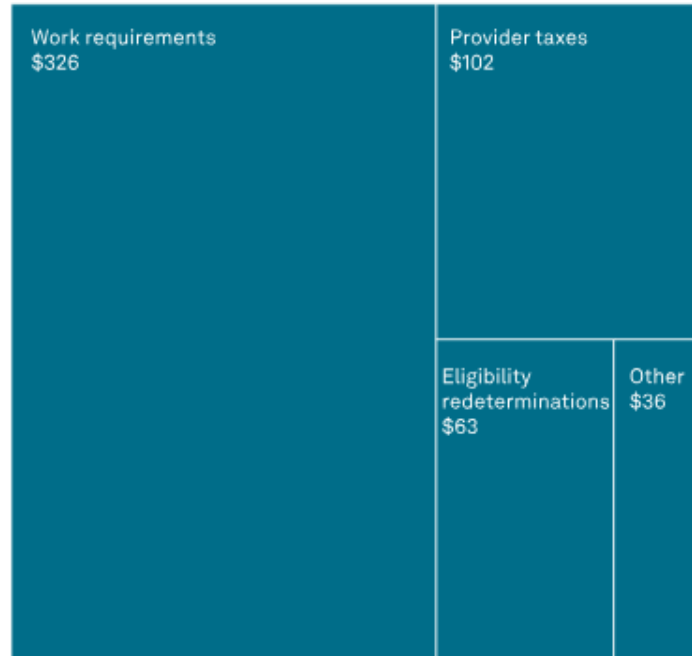 Work requirements
$326
Provider taxes
$102
Eligibility
redeterminations
$63
Other
$36